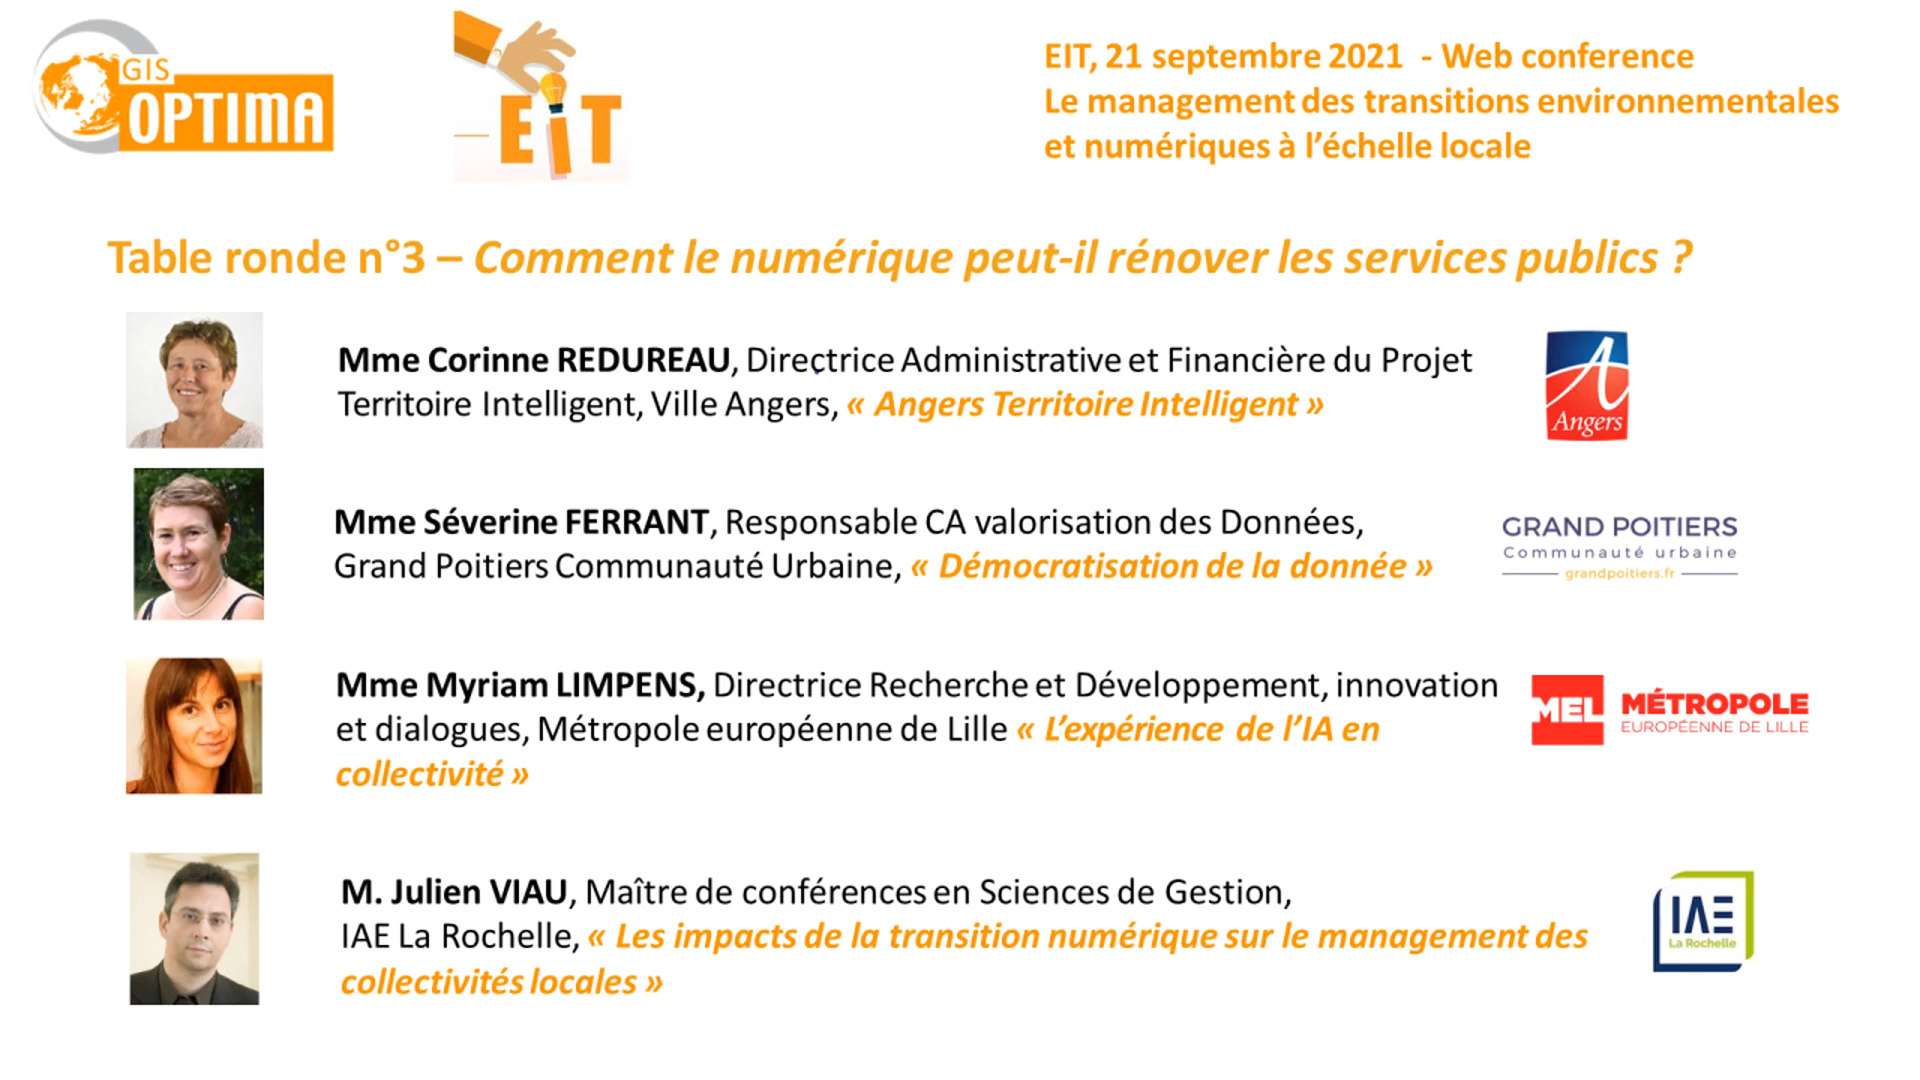 GIS
OPTIMA
EIT
EIT, 21 septembre 2021 - Web conference
Le management des transitions environnementales
et numériques à l’échelle locale
Table ronde n°3 – Comment le numérique peut-il rénover les services publics ?
Mme Corinne REDUREAU, Directrice Administrative et Financière du Projet
Territoire Intelligent, Ville Angers, « Angers Territoire Intelligent »
A
Angers
Mme Séverine FERRANT, Responsable CA valorisation des Données,
Grand Poitiers Communauté Urbaine, « Démocratisation de la donnée »
GRAND POITIERS
Communauté urbaine
grandpoitiers.fr
Mme Myriam LIMPENS, Directrice Recherche et Développement, innovation
et dialogues, Métropole européenne de Lille « L’expérience de l’IA en
collectivité »
MEL
MÉTROPOLE
EUROPÉENNE DE LILLE
M. Julien VIAU, Maître de conférences en Sciences de Gestion,
IAE La Rochelle, « Les impacts de la transition numérique sur le management des
collectivités locales »
IAE
La Rochelle